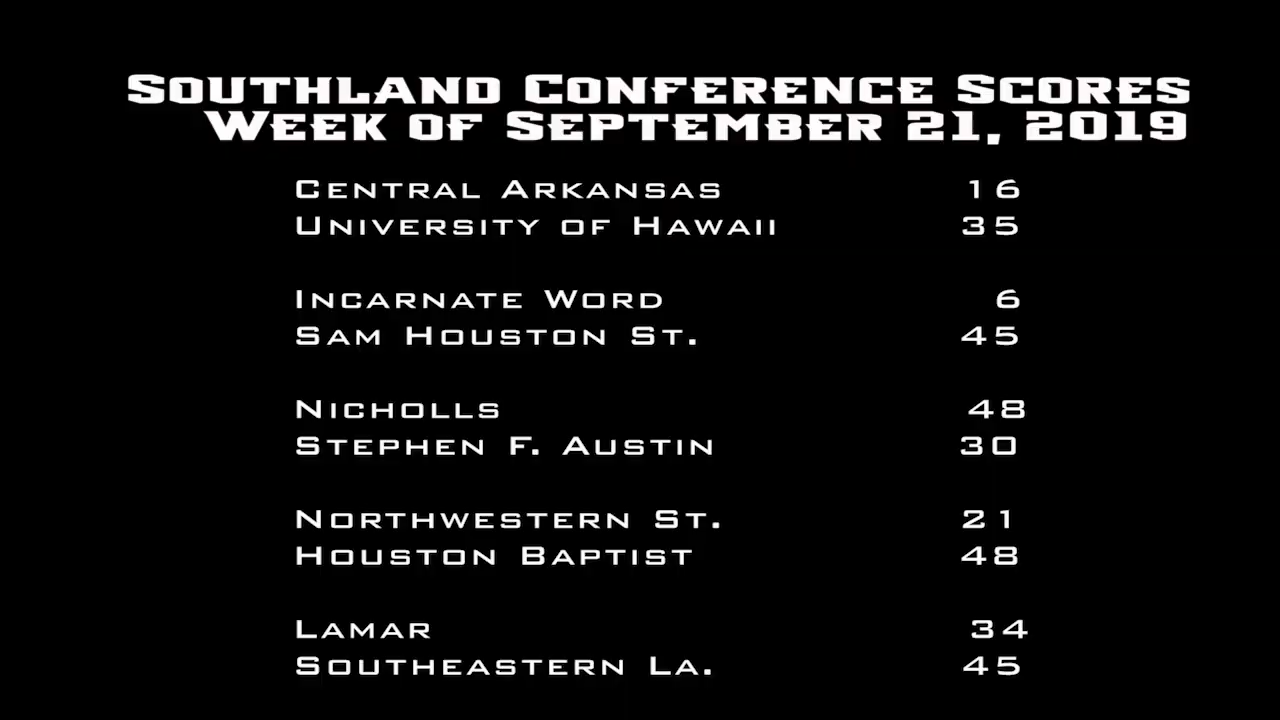 Southland Conference Scores
Week of September 21, 2019
Central Arkansas 16
University of Hawaii 35
Incarnate Word 6
Sam Houston St. 45
Nicholls 48
Stephen F. Austin 30
Northwestern St. 21
Houston Baptist 48
Lamar 34
Southeastern La. 45